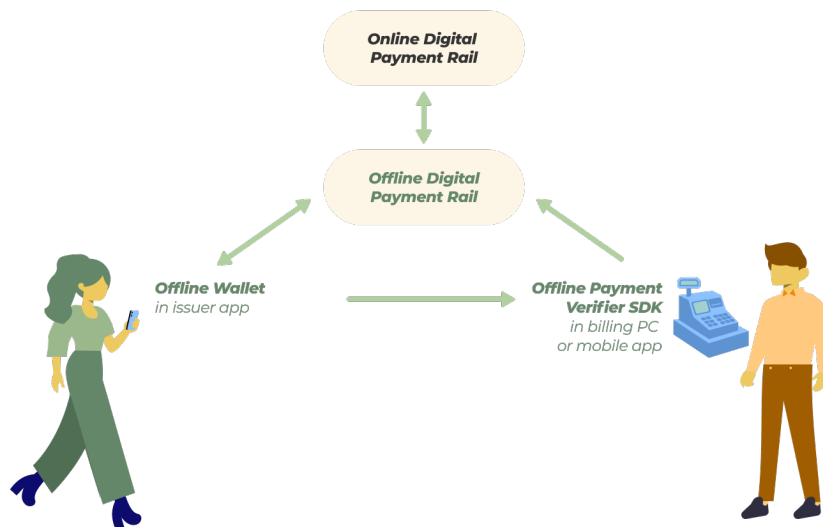 Online Digital
Payment Rail
Offline Digital
Payment Rail
Offline Wallet
in issuer app
Offline Payment
Verifier SDK
in billing PC
or mobile app